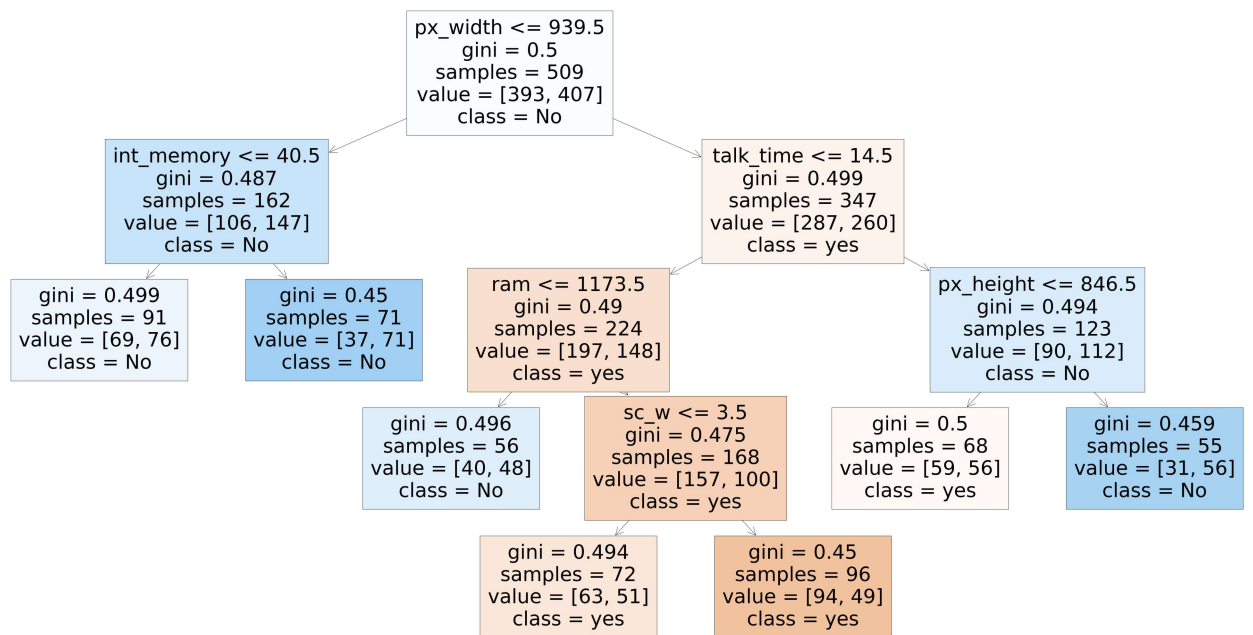 px_width <= 939.5
gini = 0.5
samples = 509
value = [393, 407]
class = No
int_memory <= 40.5
gini = 0.487
samples = 162
value = [106, 147]
class = No
talk_time <= 14.5
gini = 0.499
samples = 347
value = [287, 260]
class = yes
gini = 0.499
samples = 91
value = [69, 76]
class = No
gini = 0.45
samples = 71
value = [37, 71]
class = No
ram <= 1173.5
gini = 0.49
samples = 224
value = [197, 148]
class = yes
px_height <= 846.5
gini = 0.494
samples = 123
value = [90, 112]
class = No
gini = 0.496
samples = 56
value = [40, 48]
class = No
sc_w <= 3.5
gini = 0.475
samples = 168
value = [157, 100]
class = yes
gini = 0.5
samples = 68
value = [59, 56]
class = yes
gini = 0.459
samples = 55
value = [31, 56]
class = No
gini = 0.494
samples = 72
value = [63, 51]
class = yes
gini = 0.45
samples = 96
value = [94, 49]
class = yes